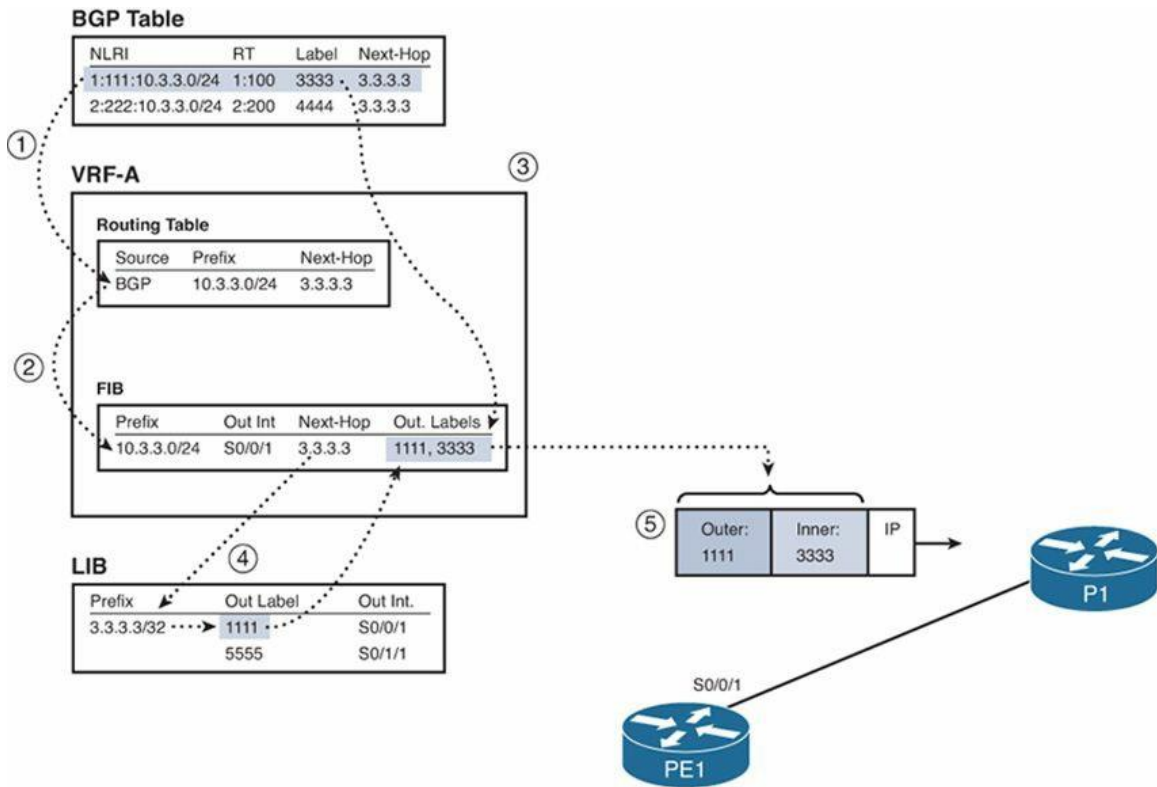 BGP Table
NLRI RT Label Next-Hop
1:111:10.3.3.0/24 1:100 3333 3.3.3.3
2:222:10.3.3.0/24 2:200 4444 3.3.3.3
1
3
VRF-A
Routing Table
Source Prefix Next-Hop
BGP 10.3.3.0/24 3.3.3.3
2
FIB
Prefix Out Int Next-Hop Out. Labels
10.3.3.0/24 S0/0/1 3.3.3.3 1111, 3333
4
LIB
Prefix Out Label Out Int.
3.3.3.3/32 1111 S0/0/1
5555 S0/1/1
5
Outer: Inner: IP
1111 3333
P1
S0/0/1
PE1